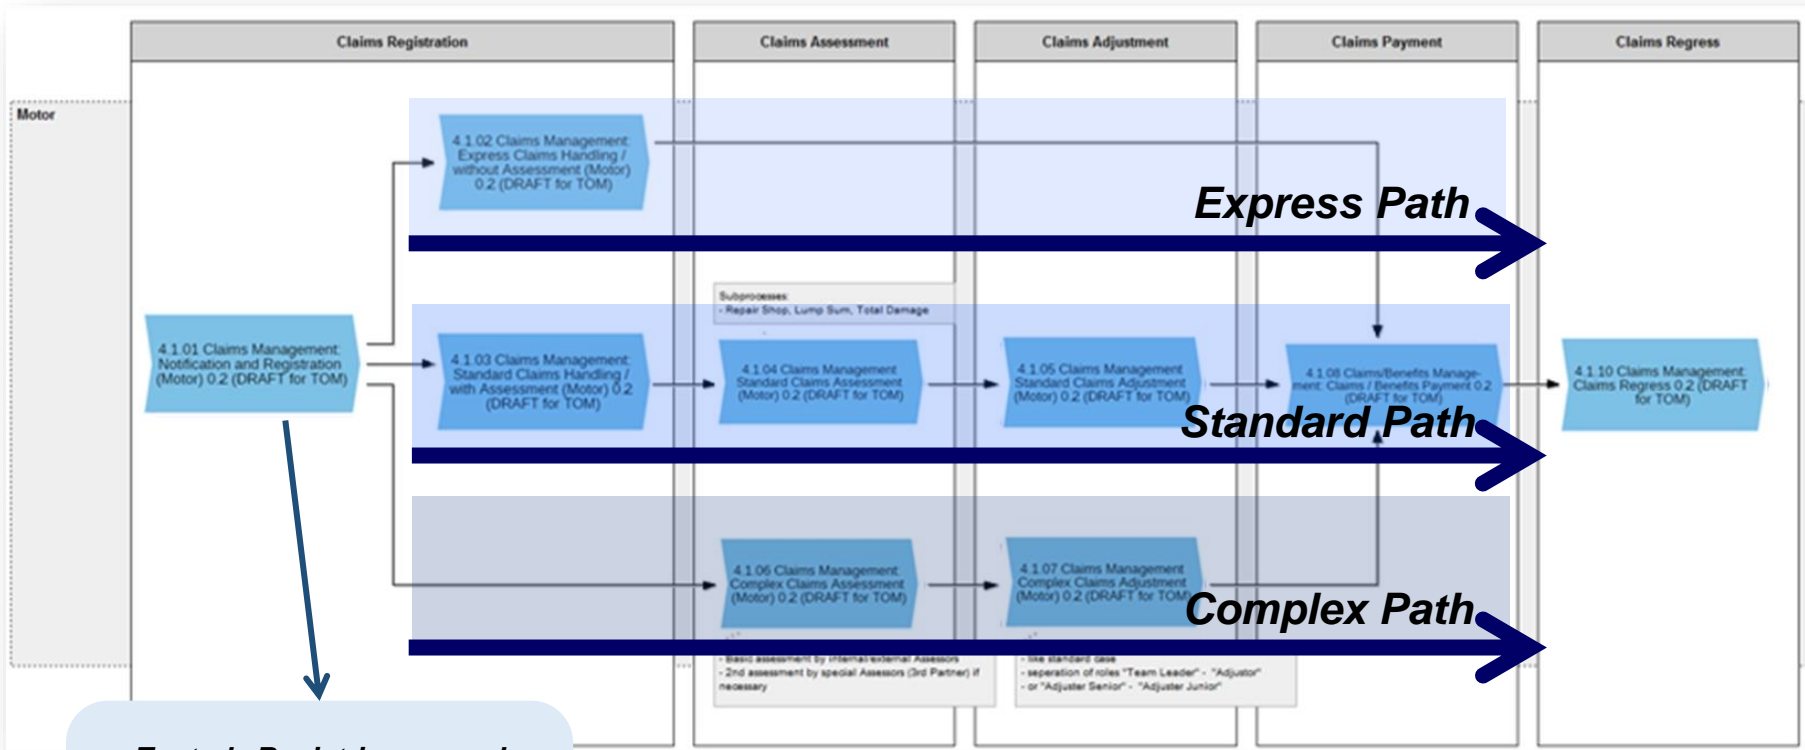 Claims Registration
Claims Assessment
Claims Adjustment
Claims Payment
Claims Regress
Motor
4.1.02 Claims Management:
Express Claims Handling /
without Assessment (Motor)
0.2 (DRAFT for TOM)
Express Path
Subprocesses:
- Repair Shop, Lump Sum, Total Damage
4.1.01 Claims Management:
Notification and Registration
(Motor) 0.2 (DRAFT for TOM)
4.1.03 Claims Management:
Standard Claims Handling /
with Assessment (Motor) 0.2
(DRAFT for TOM)
4.1.04 Claims Management
Standard Claims Assessment
(Motor) 0.2 (DRAFT for TOM)
4.1.05 Claims Management:
Standard Claims Adjustment
(Motor) 0.2 (DRAFT for TOM)
4.1.08 Claims/Benefits Manage-
ment: Claims / Benefits Payment 0.2
(DRAFT for TOM)
4.1.10 Claims Management:
Claims Regress 0.2 (DRAFT
for TOM)
Standard Path
4.1.06 Claims Management:
Complex Claims Assessment
(Motor) 0.2 (DRAFT for TOM)
4.1.07 Claims Management
Complex Claims Adjustment
(Motor) 0.2 (DRAFT for TOM)
Complex Path
- Basic assessment by internal/external Assessors
- 2nd assessment by special Assessors (3rd Partner) if
necessary
- like standard case
- seperation of roles "Team Leader" - "Adjustor"
- or "Adjuster Senior" - "Adjuster Junior"